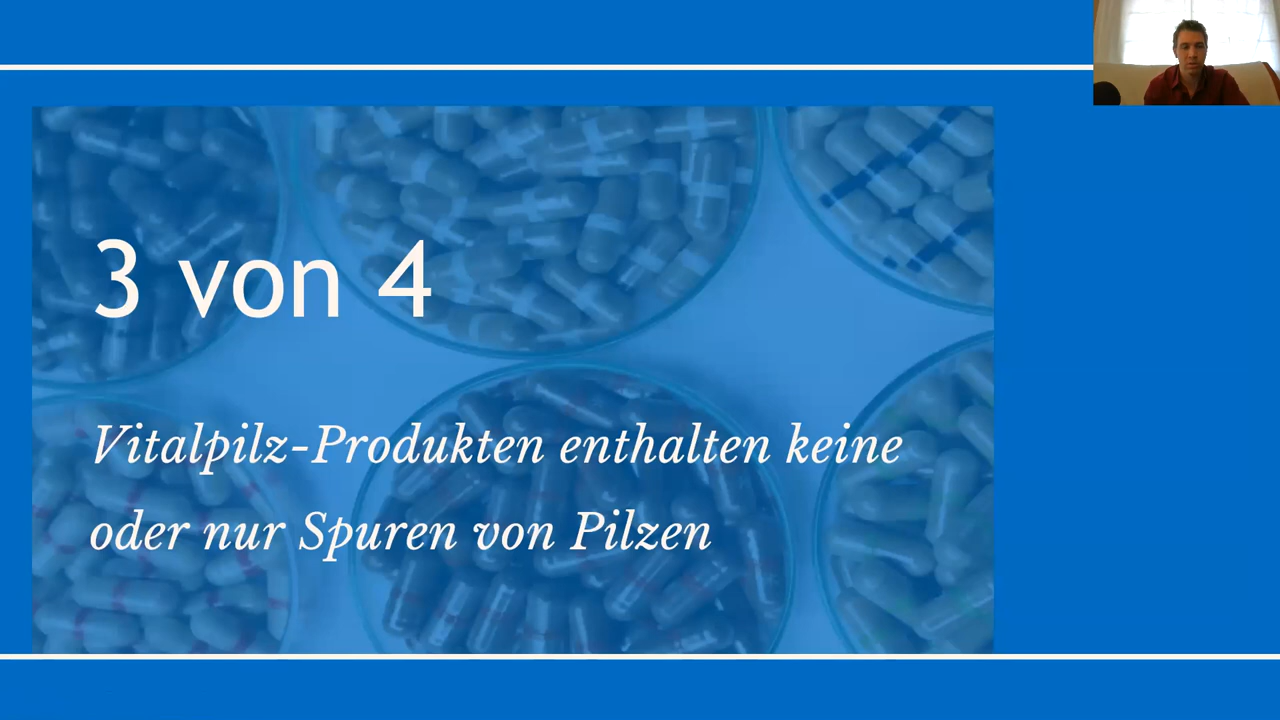 3 von 4
Vitalpilz-Produkten enthalten keine
oder nur Spuren von Pilzen